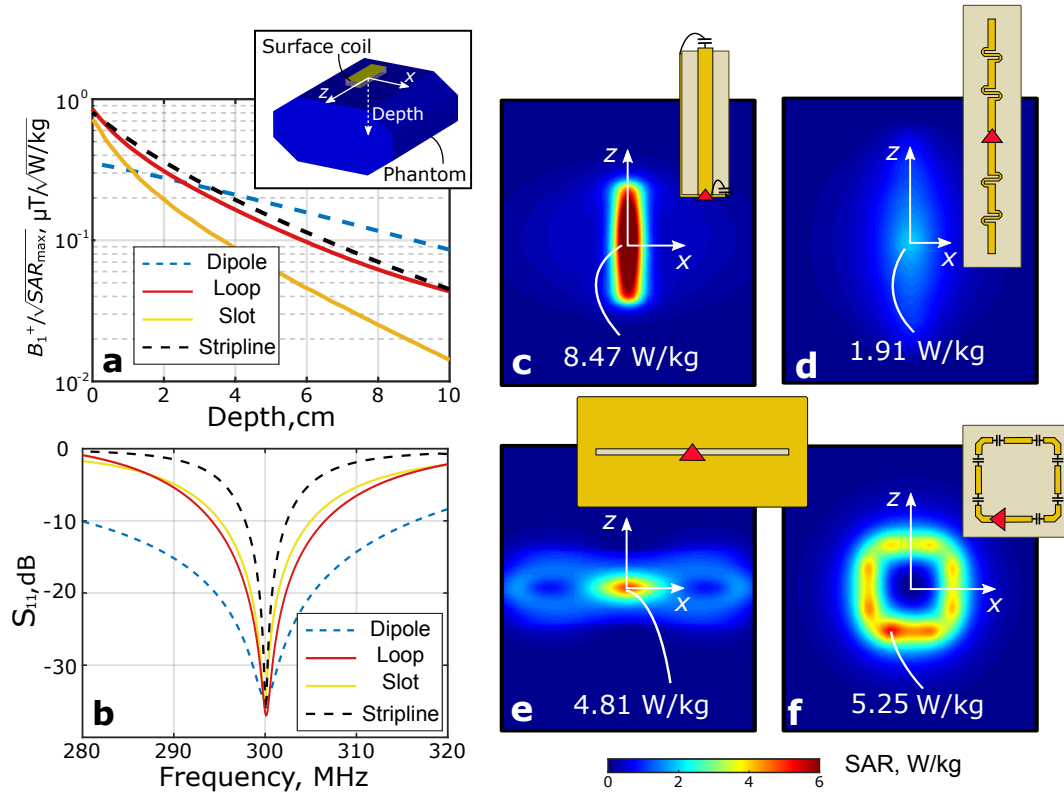 Surface coil
x
z
Depth
Phantom
10⁰
10⁻¹
10⁻²
B₁⁺/√SAR_max, µT/√W/kg
Dipole
Loop
Slot
Stripline
a
0 2 4 6 8 10
Depth,cm
0
-10
-20
-30
S₁₁,dB
Dipole
Loop
Slot
Stripline
b
280 290 300 310 320
Frequency, MHz
z
x
8.47 W/kg
c
z
x
1.91 W/kg
d
z
x
4.81 W/kg
e
z
x
5.25 W/kg
f
0 2 4 6
SAR, W/kg